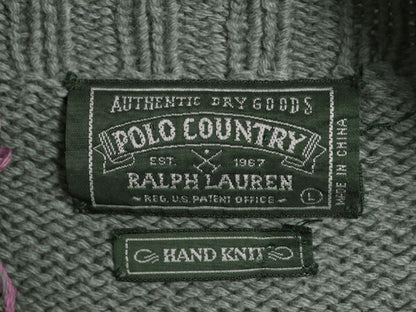 AUTHENTIC DRY GOODS
POLO COUNTRY
EST. 1967
RALPH LAUREN
~ REG. U.S. PATENT OFFICE ~
L
MADE IN CHINA
HAND KNIT